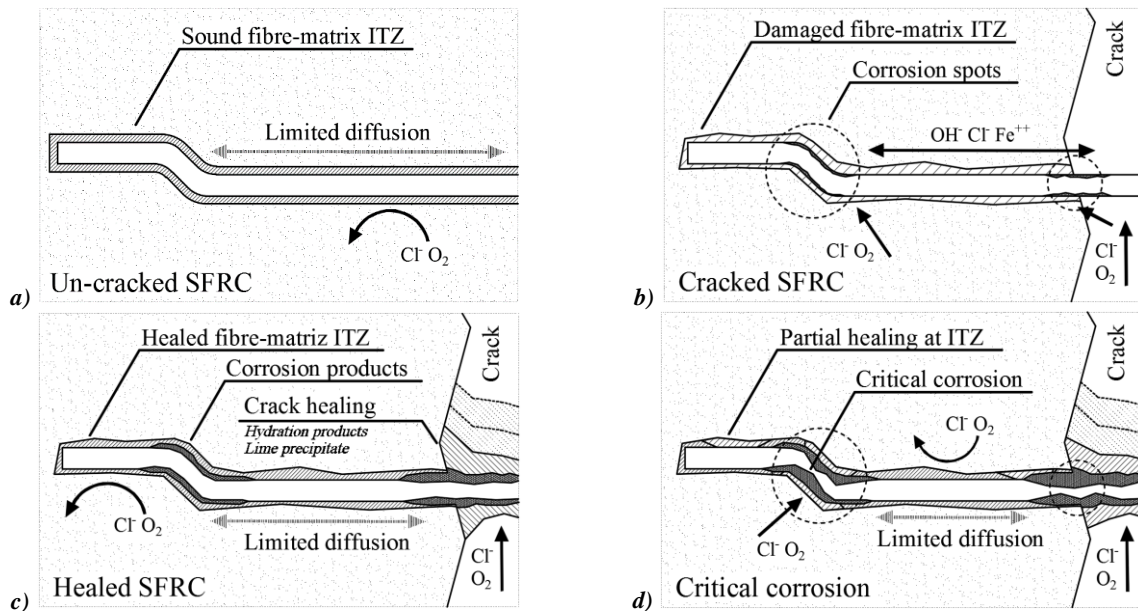 Sound fibre-matrix ITZ
Limited diffusion
Cl⁻ O₂
Un-cracked SFRC
a)
Damaged fibre-matrix ITZ
Corrosion spots
Crack
OH⁻ Cl⁻ Fe⁺⁺
Cl⁻ O₂
Cl⁻
O₂
Cracked SFRC
b)
Healed fibre-matriz ITZ
Corrosion products
Crack healing
Hydration products
Lime precipitate
Crack
Cl⁻ O₂
Limited diffusion
Cl⁻
O₂
Healed SFRC
c)
Partial healing at ITZ
Critical corrosion
Crack
Cl⁻ O₂
Cl⁻ O₂
Limited diffusion
Cl⁻
O₂
Critical corrosion
d)